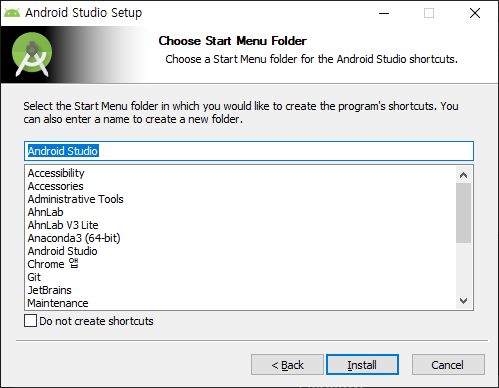 Android Studio Setup
Choose Start Menu Folder
Choose a Start Menu folder for the Android Studio shortcuts.
Select the Start Menu folder in which you would like to create the program's shortcuts. You
can also enter a name to create a new folder.
Android Studio
Accessibility
Accessories
Administrative Tools
AhnLab
AhnLab V3 Lite
Anaconda3 (64-bit)
Android Studio
Chrome 앱
Git
JetBrains
Maintenance
Do not create shortcuts
< Back
Install
Cancel